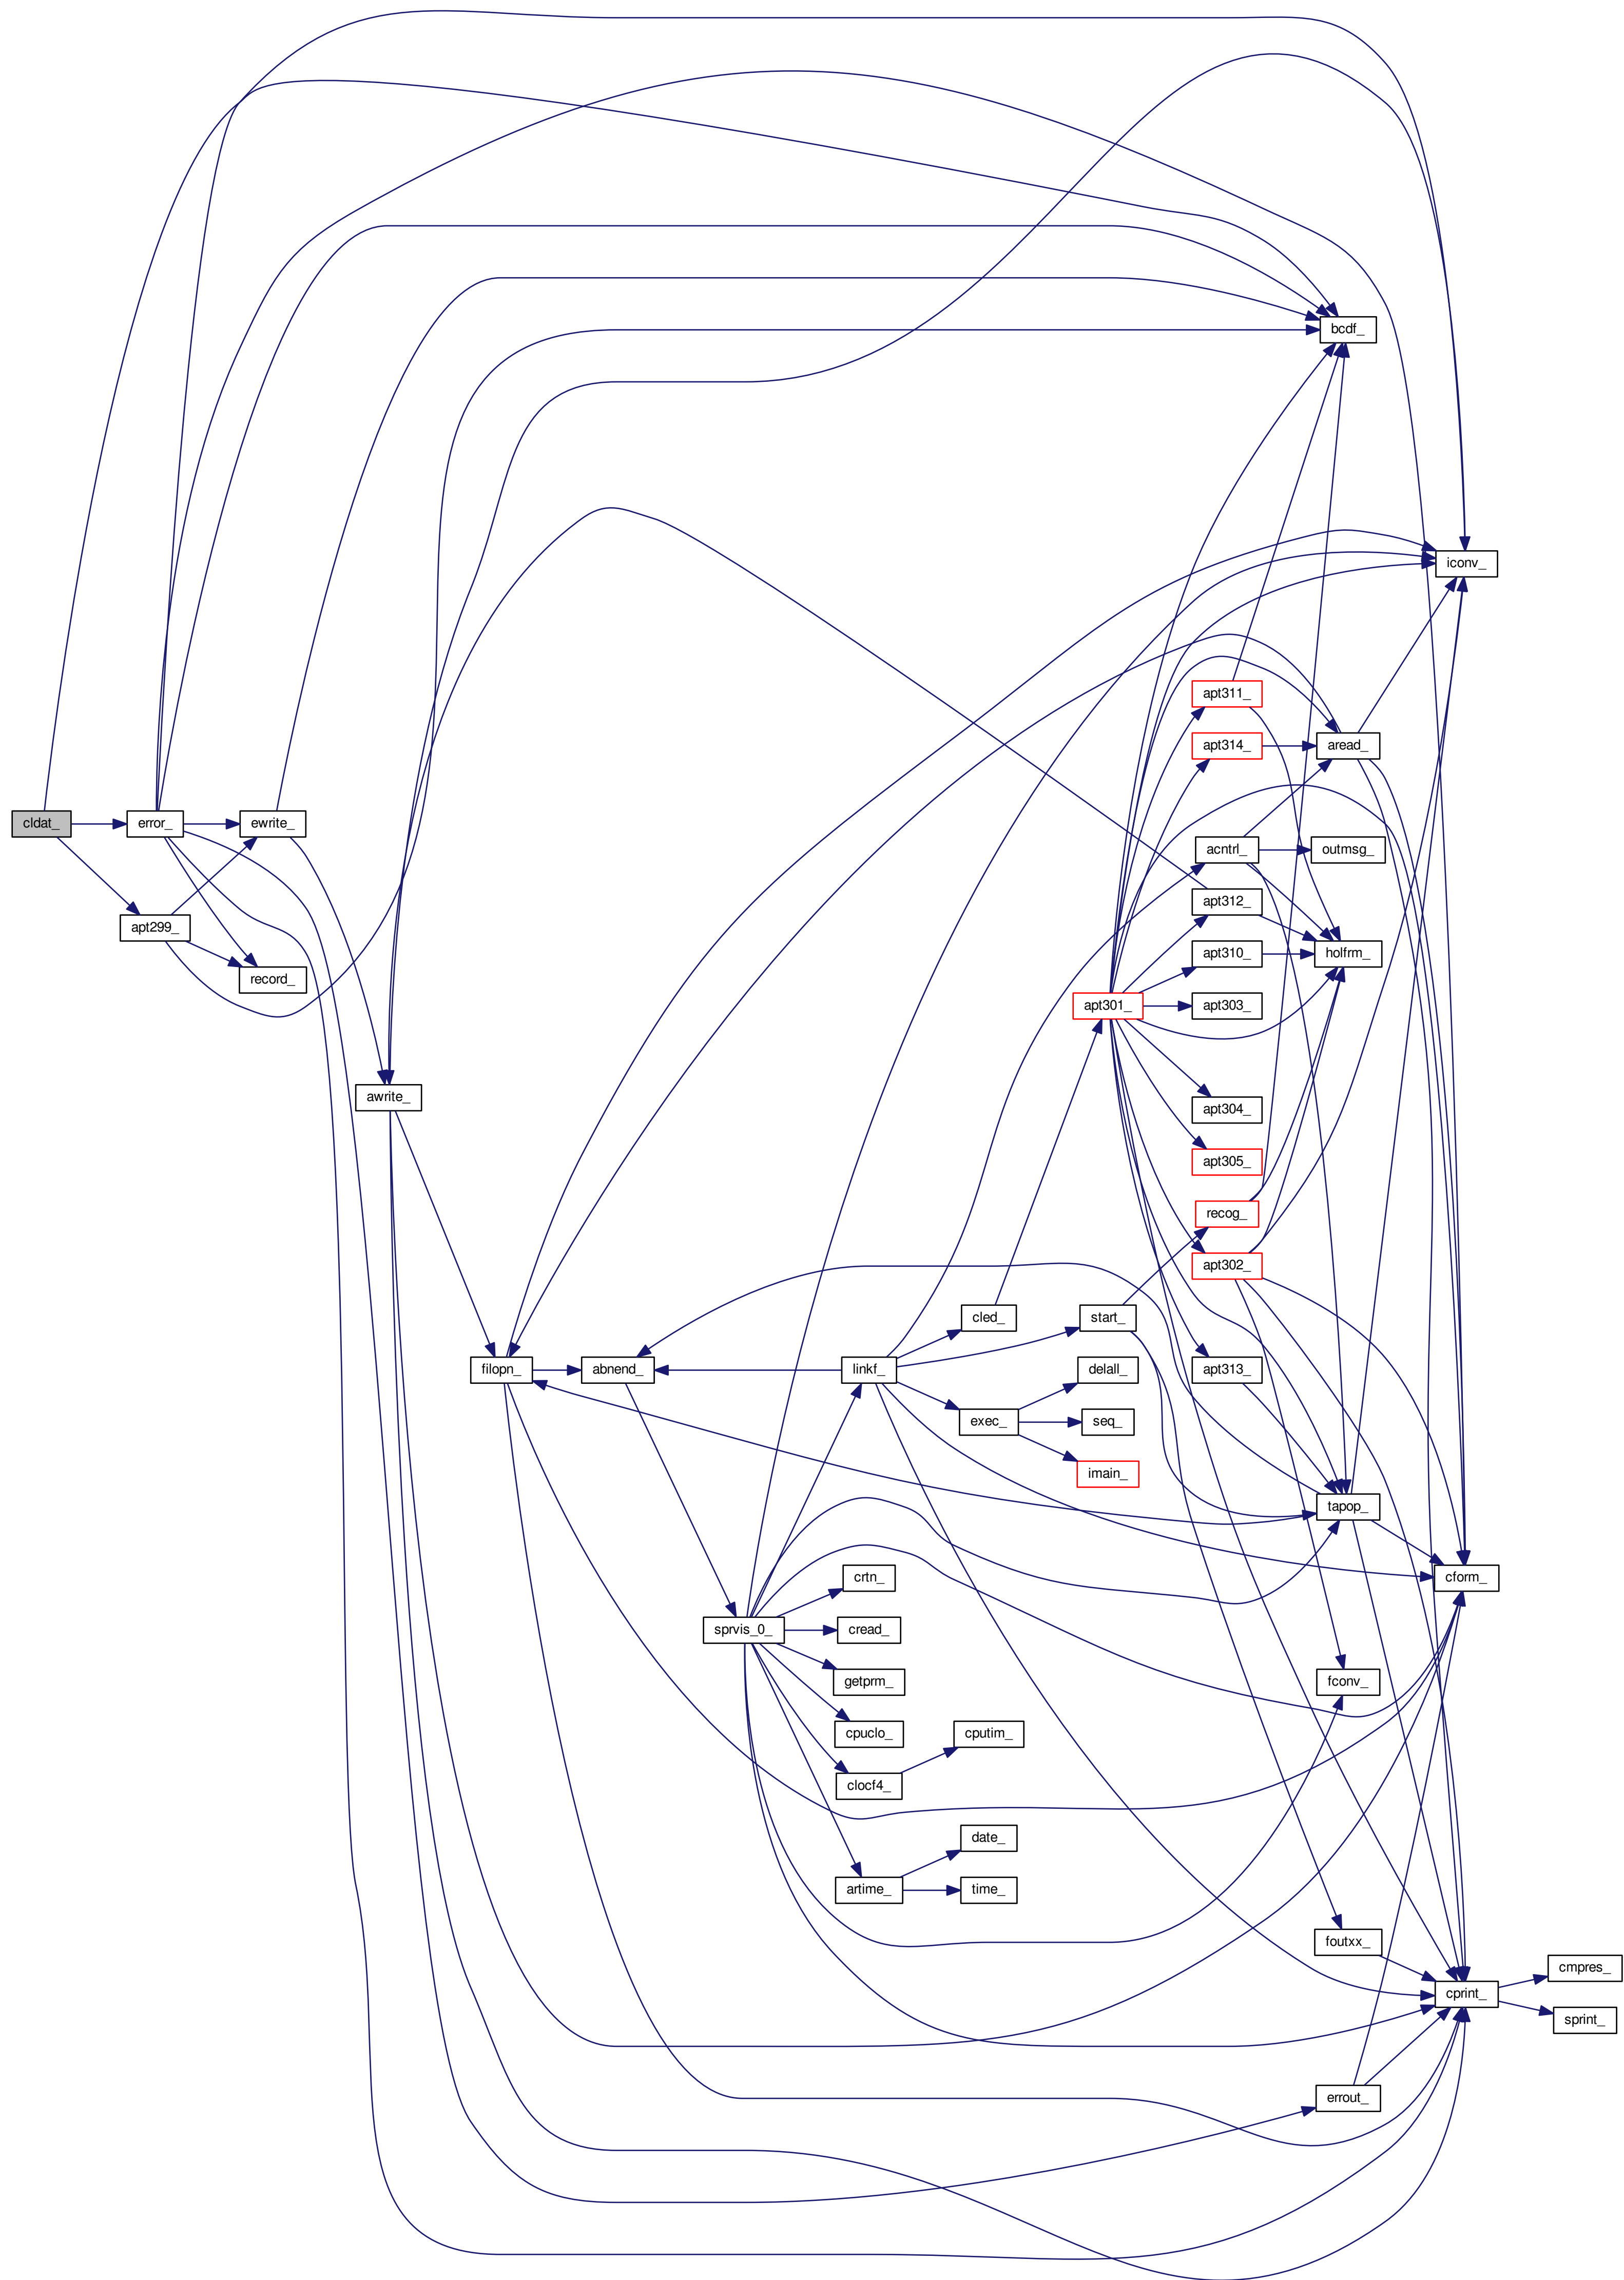 bcdf_
iconv_
apt311_
apt314_
aread_
cldat_
error_
ewrite_
acntrl_
outmsg_
apt312_
apt299_
record_
apt310_
holfrm_
apt301_
apt303_
awrite_
apt304_
apt305_
recog_
apt302_
cled_
start_
filopn_
abnend_
linkf_
delall_
apt313_
exec_
seq_
imain_
tapop_
crtn_
cform_
sprvis_0_
cread_
getprm_
fconv_
cpuclo_
cputim_
clocf4_
date_
artime_
time_
foutxx_
cmpres_
cprint_
sprint_
errout_